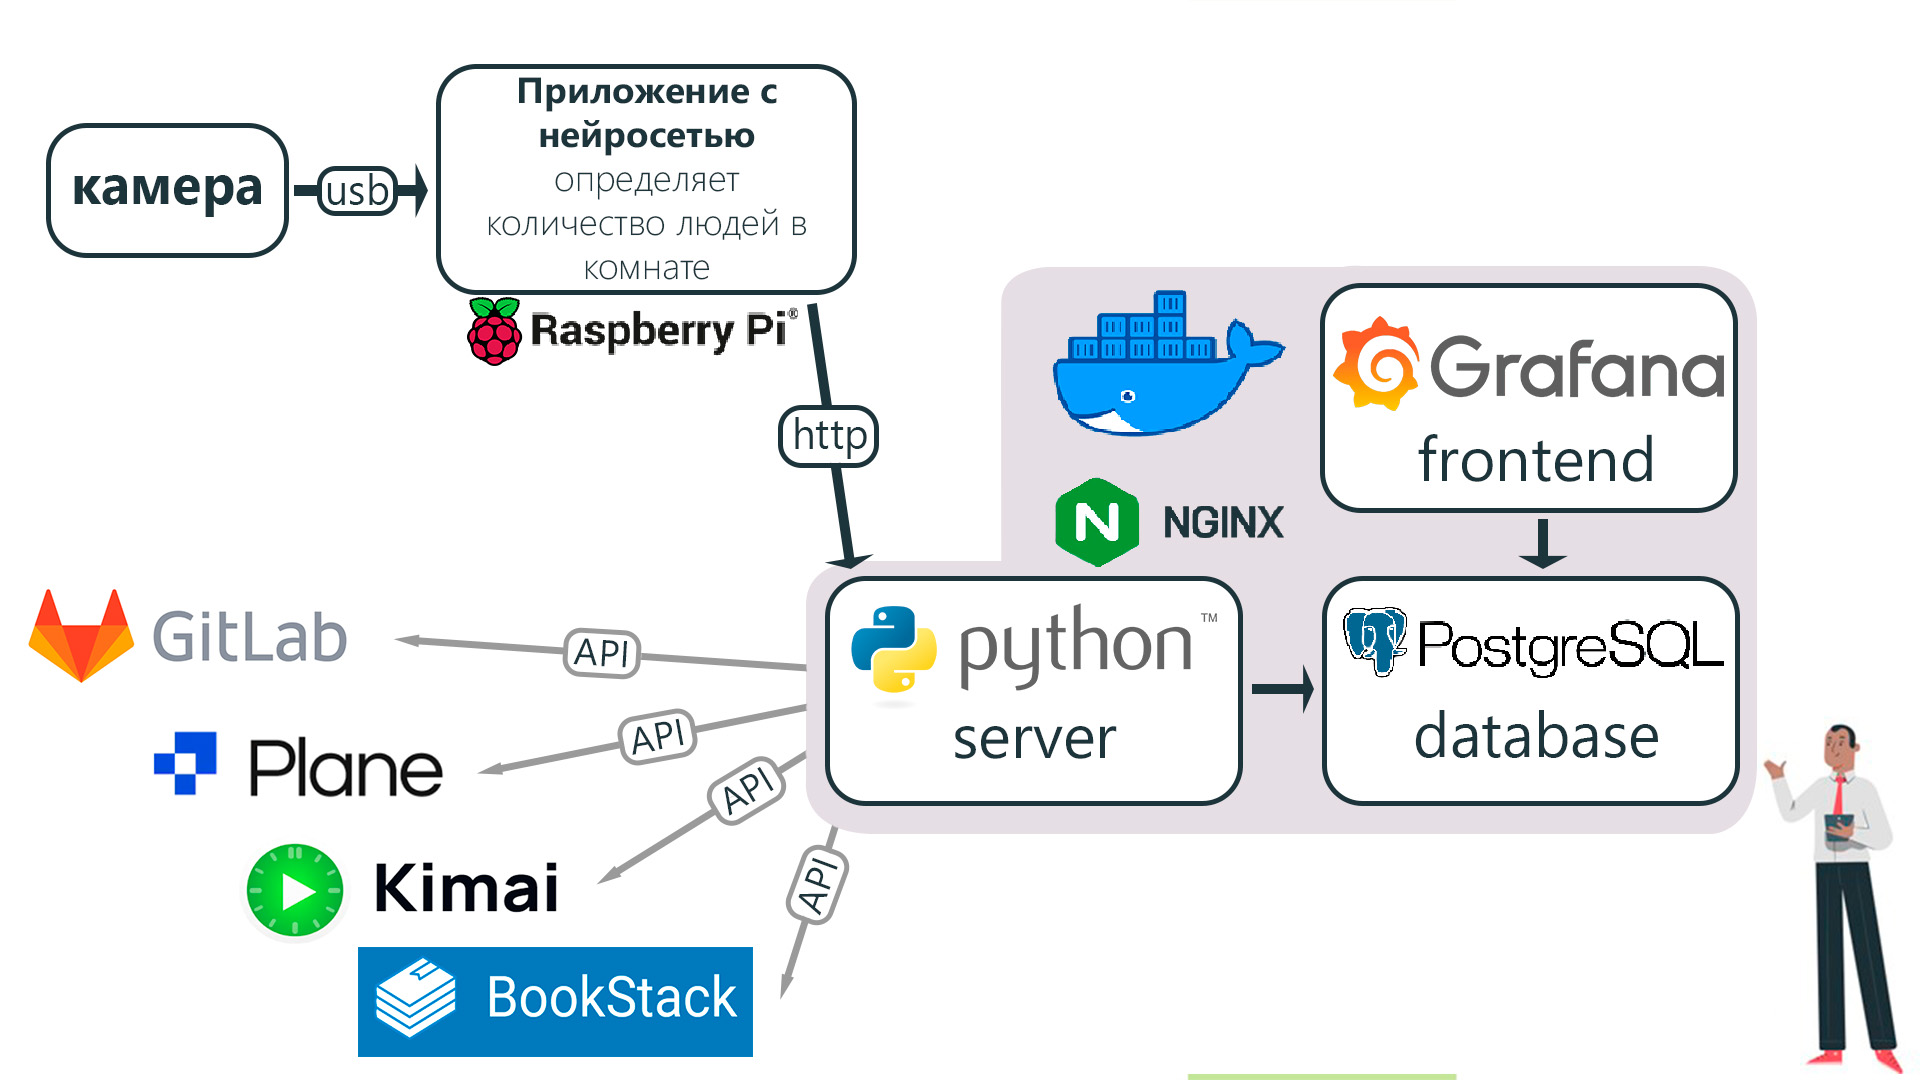 камера
usb
Приложение с
нейросетью
определяет
количество людей в
комнате
Raspberry Pi®
http
Grafana
frontend
NGINX
python™
server
PostgreSQL
database
GitLab
API
Plane
API
Kimai
API
BookStack
API